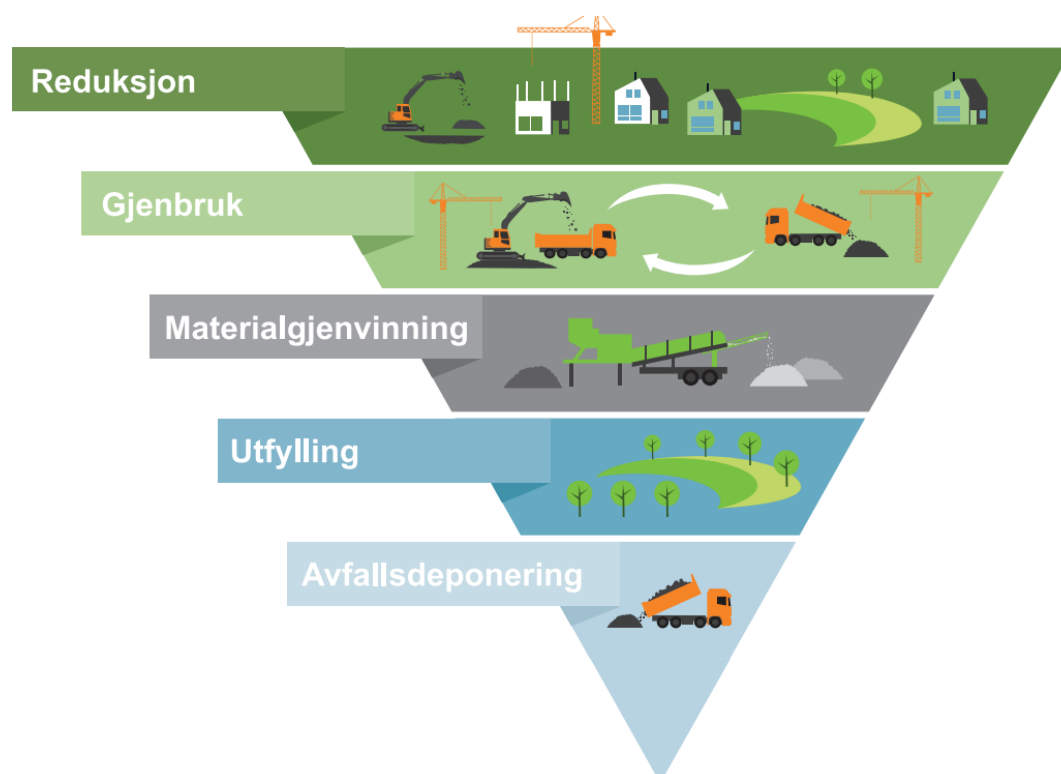 Reduksjon
Gjenbruk
Materialgjenvinning
Utfylling
Avfallsdeponering